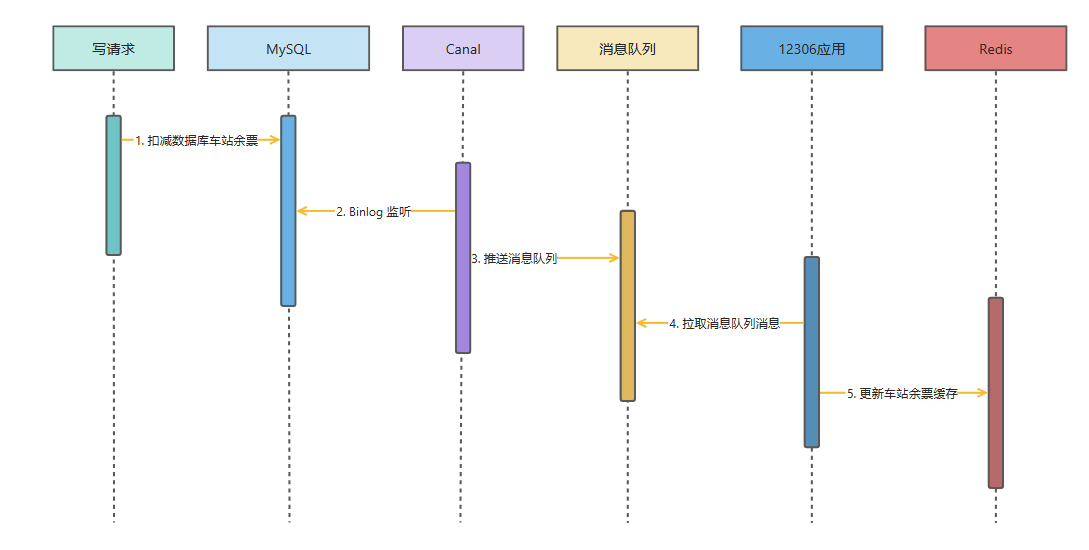 写请求
MySQL
Canal
消息队列
12306应用
Redis
1. 扣减数据库车站余票
2. Binlog 监听
3. 推送消息队列
4. 拉取消息队列消息
5. 更新车站余票缓存